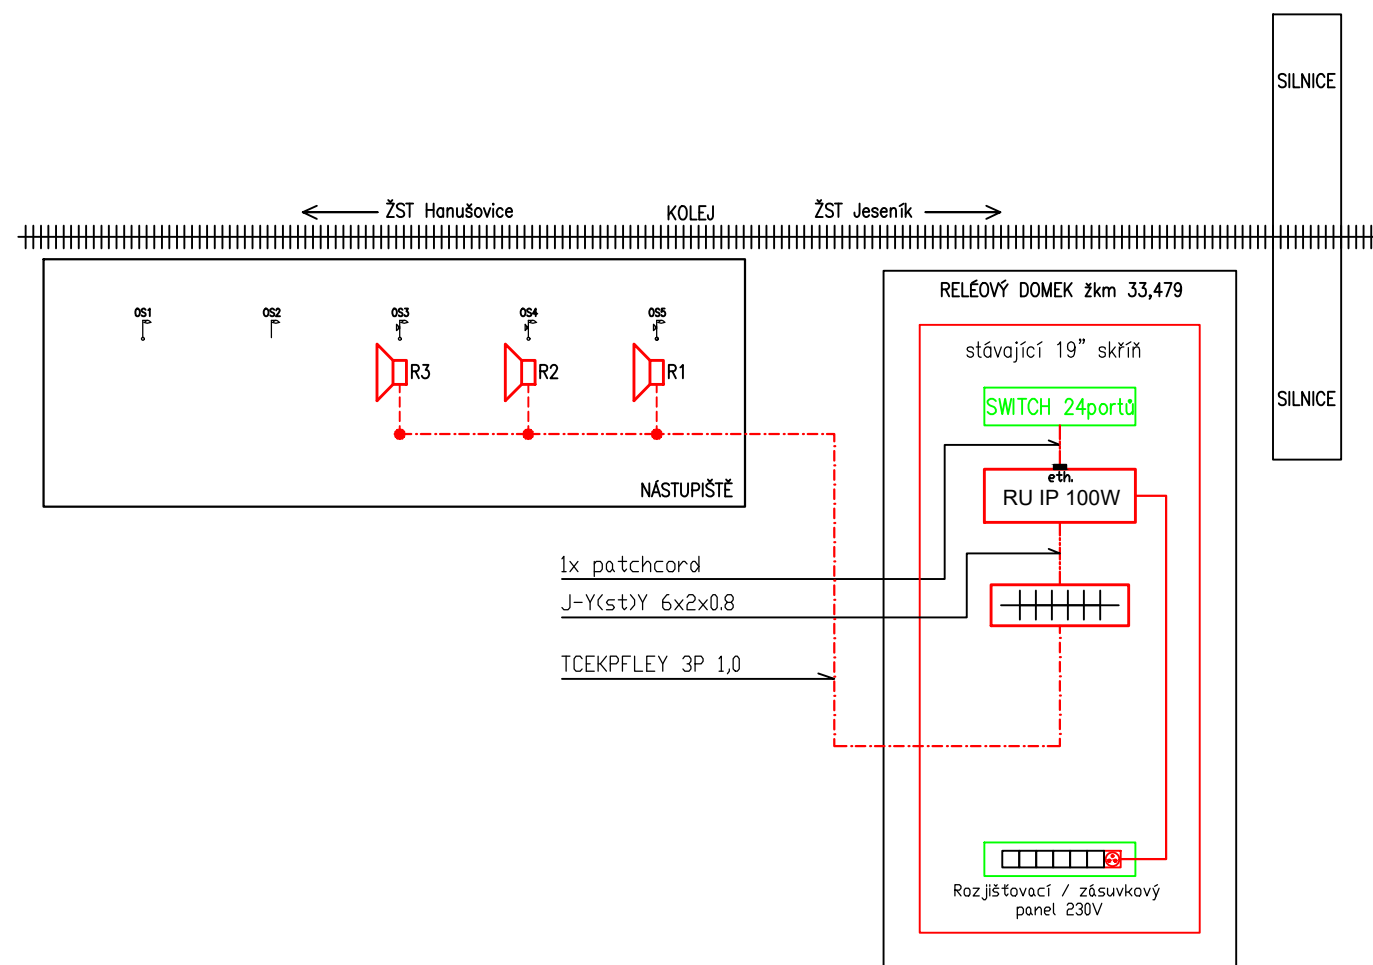 SILNICE
ŽST Hanušovice
KOLEJ
ŽST Jeseník
RELÉOVÝ DOMEK žkm 33,479
OS1
OS2
OS3
OS4
OS5
stávající 19" skříň
R3
R2
R1
SWITCH 24portů
SILNICE
eth.
NÁSTUPIŠTĚ
RU IP 100W
1x patchcord
J-Y(st)Y 6x2x0.8
TCEKPFLEY 3P 1,0
Rozjišťovací / zásuvkový
panel 230V